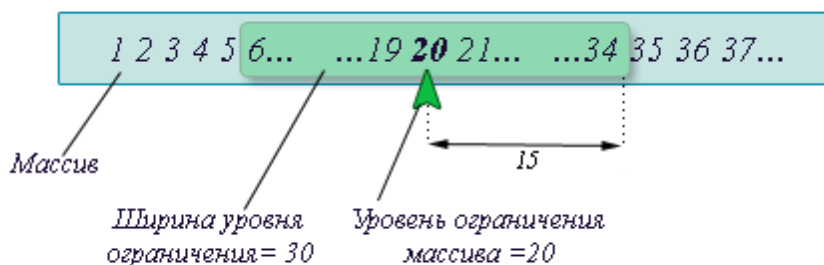 1 2 3 4 5 6... ...19 20 21... ...34 35 36 37...
15
Массив
Ширина уровня
ограничения= 30
Уровень ограничения
массива =20